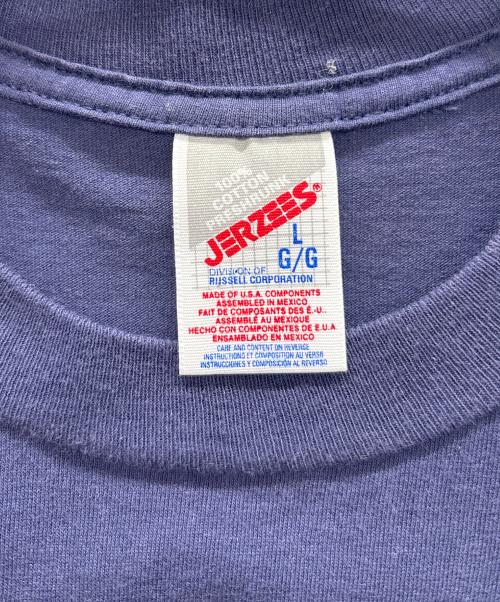 100%
COTTON
PRESHRUNK
JERZEES®
L
G/G
DIVISION OF
RUSSELL CORPORATION
MADE OF U.S.A. COMPONENTS
ASSEMBLED IN MEXICO
FAIT DE COMPOSANTS DES É.-U..
ASSEMBLÉ AU MEXIQUE
HECHO CON COMPONENTES DE E.U.A.
ENSAMBLADO EN MEXICO
CARE AND CONTENT ON REVERSE
INSTRUCTIONS ET COMPOSITION AU VERSO
INSTRUCCIONES Y COMPOSICIÓN AL REVERSO